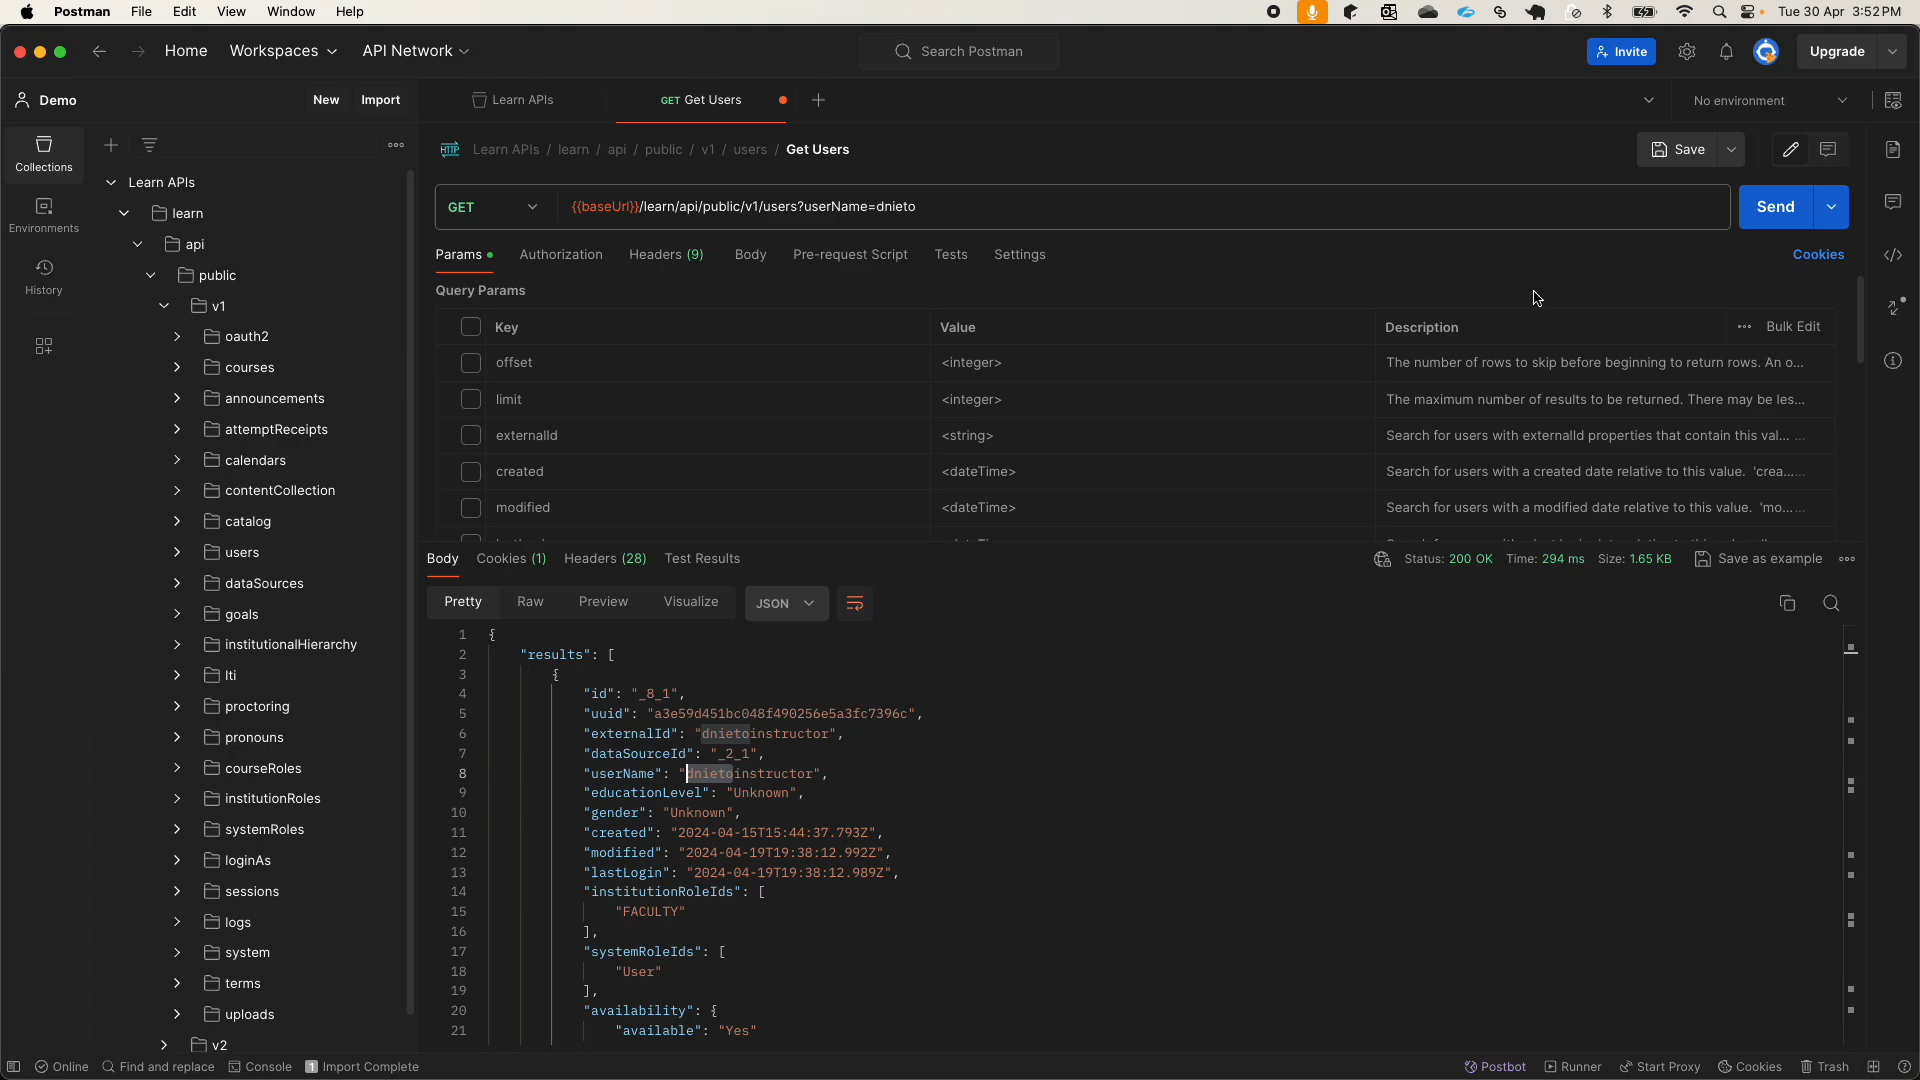 Postman File Edit View Window Help Tue 30 Apr 3:52 PM
Home Workspaces API Network Search Postman Invite Upgrade
Demo New Import Learn APIs GET Get Users No environment
Collections
Environments
History
Learn APIs
learn
api
public
v1
oauth2
courses
announcements
attemptReceipts
calendars
contentCollection
catalog
users
dataSources
goals
institutionalHierarchy
lti
proctoring
pronouns
courseRoles
institutionRoles
systemRoles
loginAs
sessions
logs
system
terms
uploads
v2
HTTP Learn APIs / learn / api / public / v1 / users / Get Users Save
GET {{baseUrl}}/learn/api/public/v1/users?userName=dnieto Send
Params Authorization Headers (9) Body Pre-request Script Tests Settings Cookies
Query Params
Key Value Description Bulk Edit
offset <integer> The number of rows to skip before beginning to return rows. An o...
limit <integer> The maximum number of results to be returned. There may be les...
externalId <string> Search for users with externalId properties that contain this val... ...
created <dateTime> Search for users with a created date relative to this value. 'crea......
modified <dateTime> Search for users with a modified date relative to this value. 'mo......
Body Cookies (1) Headers (28) Test Results Status: 200 OK Time: 294 ms Size: 1.65 KB Save as example
Pretty Raw Preview Visualize JSON
1 {
2 "results": [
3 {
4 "id": "_8_1",
5 "uuid": "a3e59d451bc048f490256e5a3fc7396c",
6 "externalId": "dnietoinstructor",
7 "dataSourceId": "_2_1",
8 "userName": "dnietoinstructor",
9 "educationLevel": "Unknown",
10 "gender": "Unknown",
11 "created": "2024-04-15T15:44:37.793Z",
12 "modified": "2024-04-19T19:38:12.992Z",
13 "lastLogin": "2024-04-19T19:38:12.989Z",
14 "institutionRoleIds": [
15 "FACULTY"
16 ],
17 "systemRoleIds": [
18 "User"
19 ],
20 "availability": {
21 "available": "Yes"
Online Find and replace Console 1 Import Complete Postbot Runner Start Proxy Cookies Trash